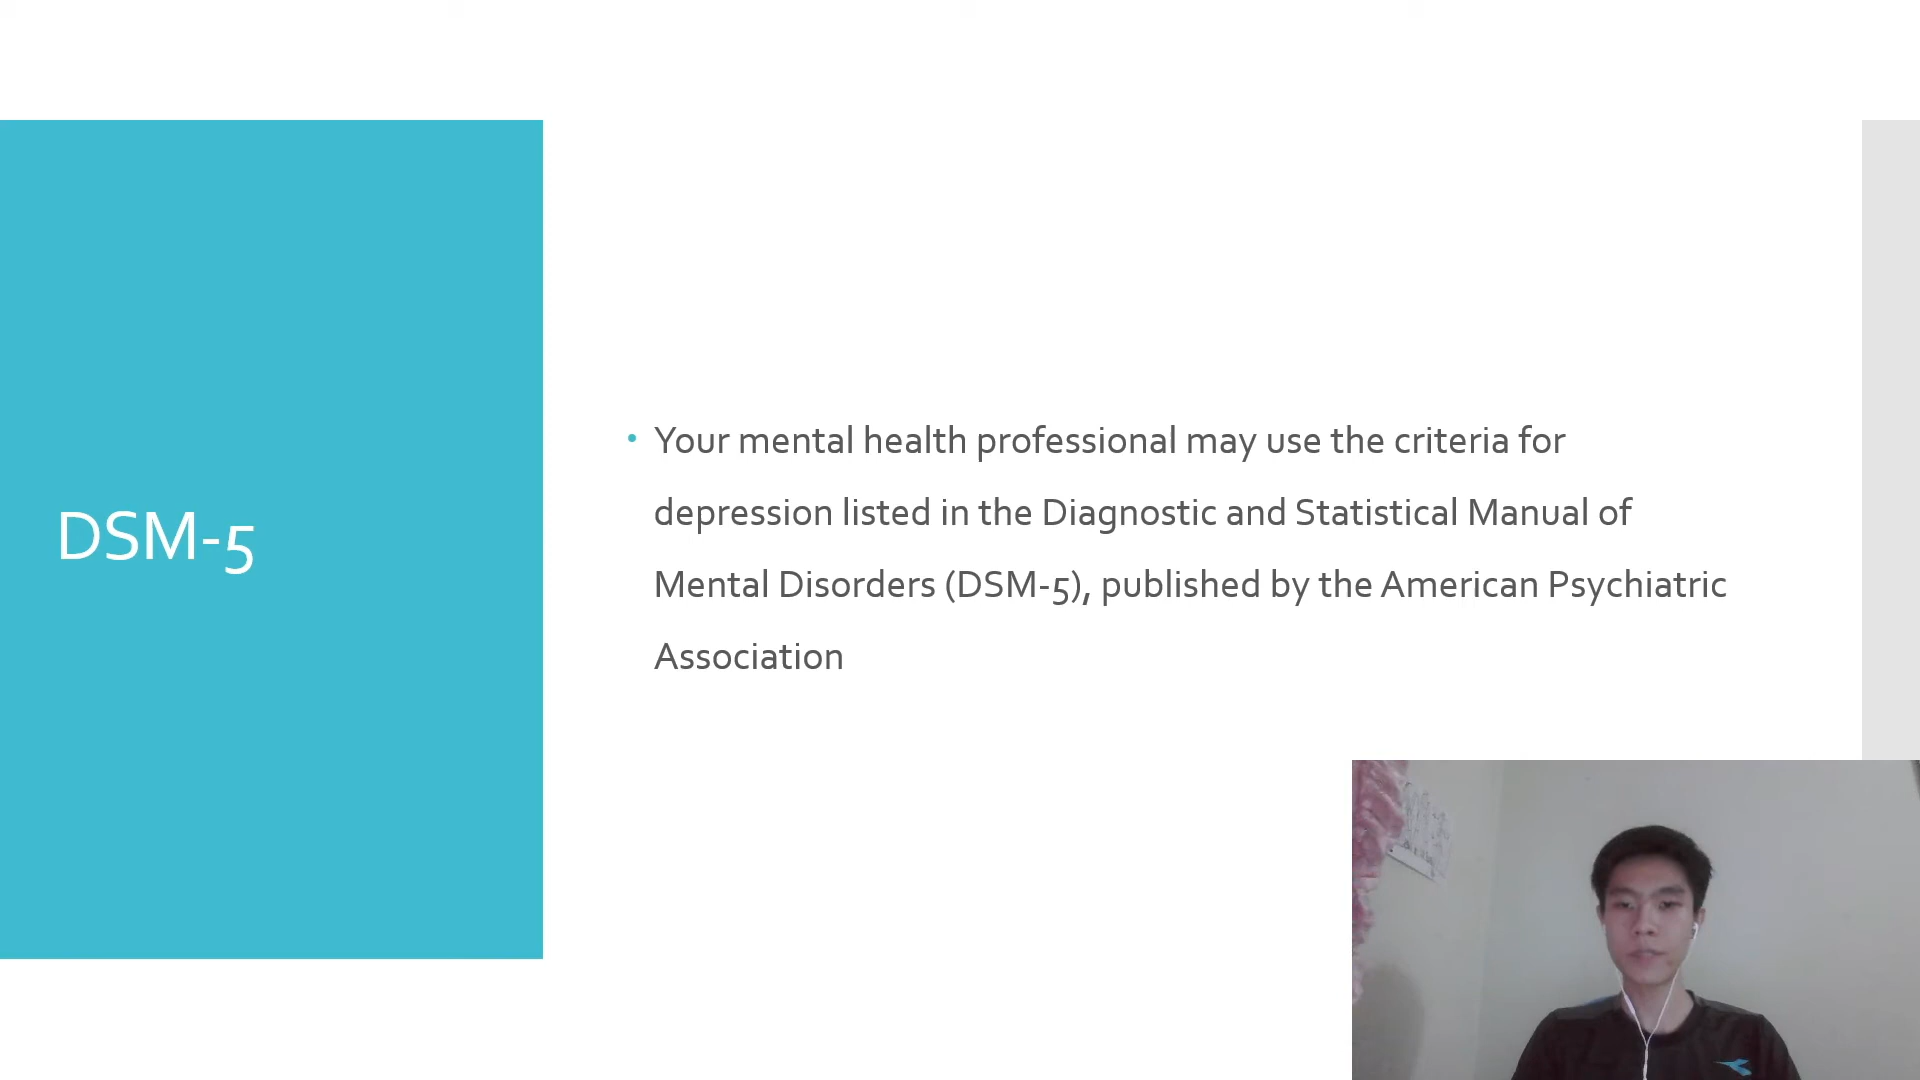 DSM-5
Your mental health professional may use the criteria for
depression listed in the Diagnostic and Statistical Manual of
Mental Disorders (DSM-5), published by the American Psychiatric
Association